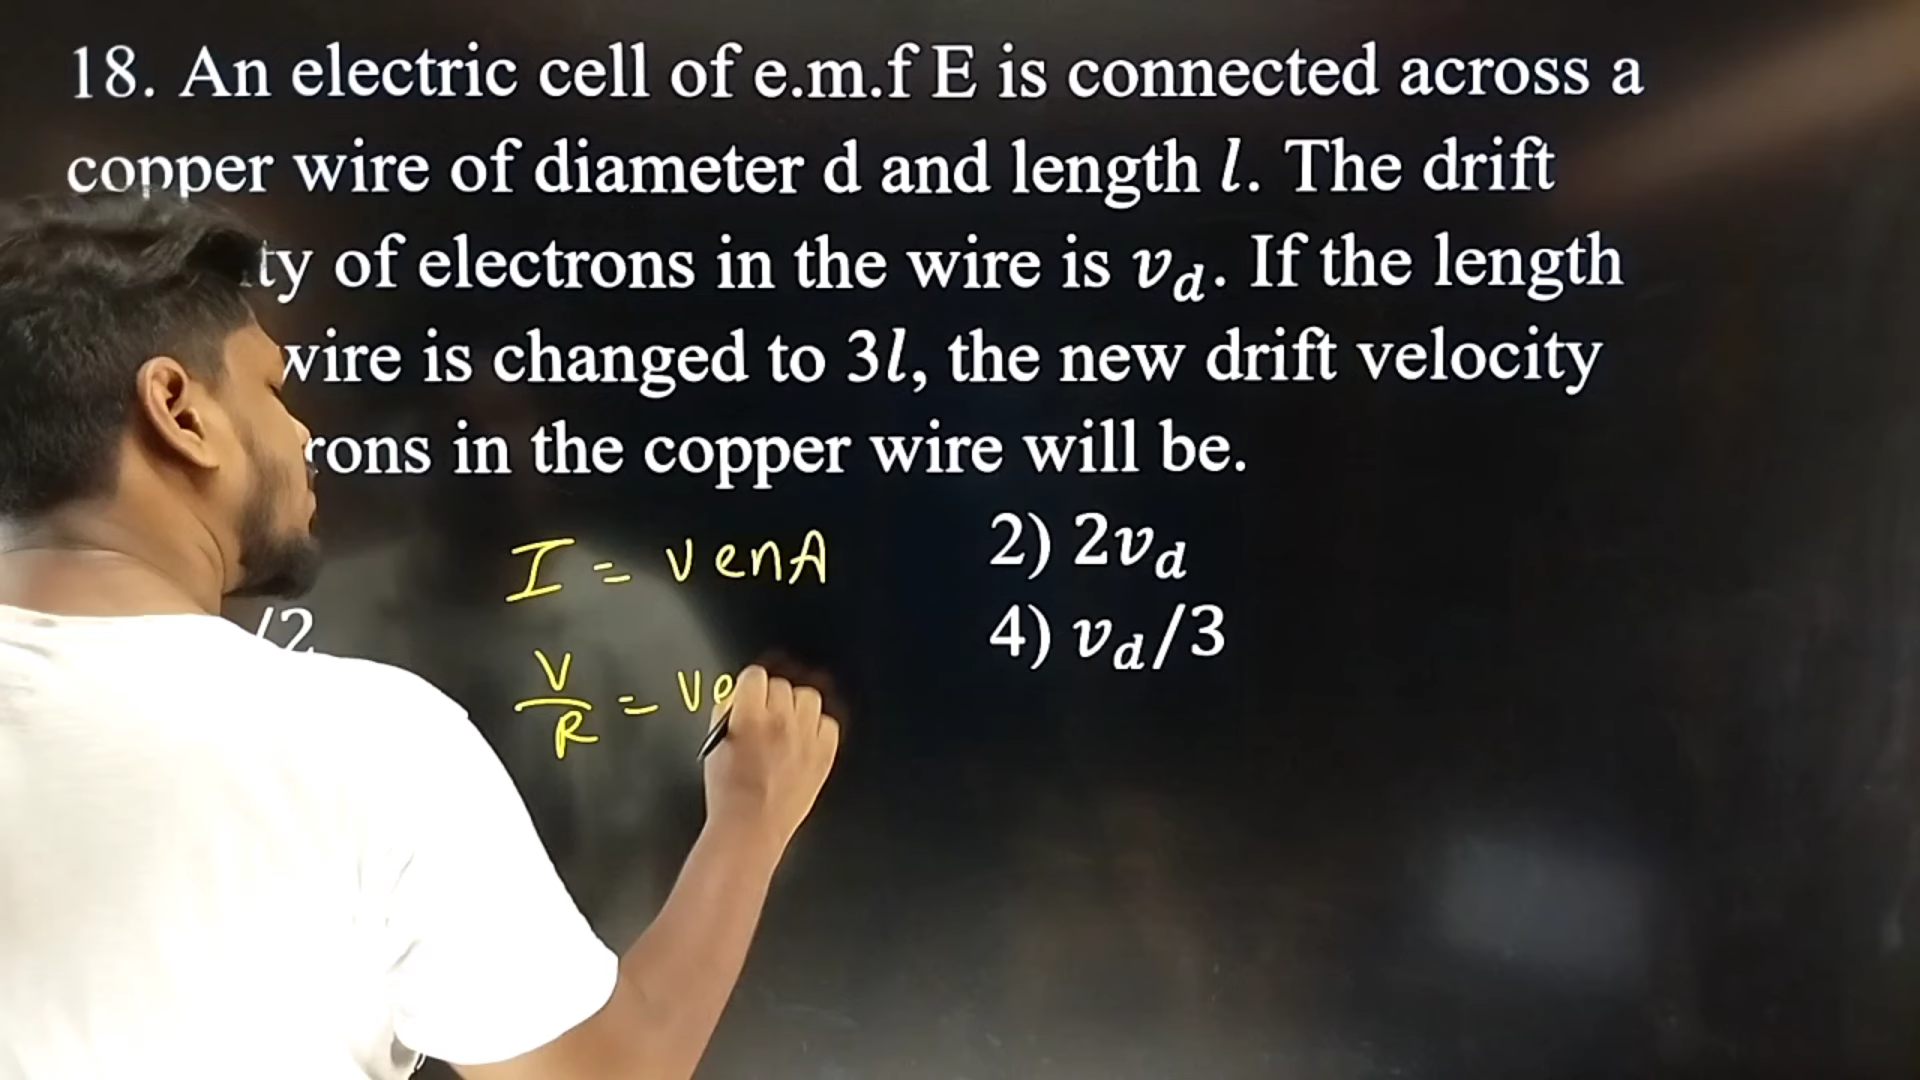 18. An electric cell of e.m.f E is connected across a
copper wire of diameter d and length l. The drift
ty of electrons in the wire is v_d. If the length
wire is changed to 3l, the new drift velocity
rons in the copper wire will be.
I = VenA
2) 2v_d
/2
4) v_d/3
V/R = Ve